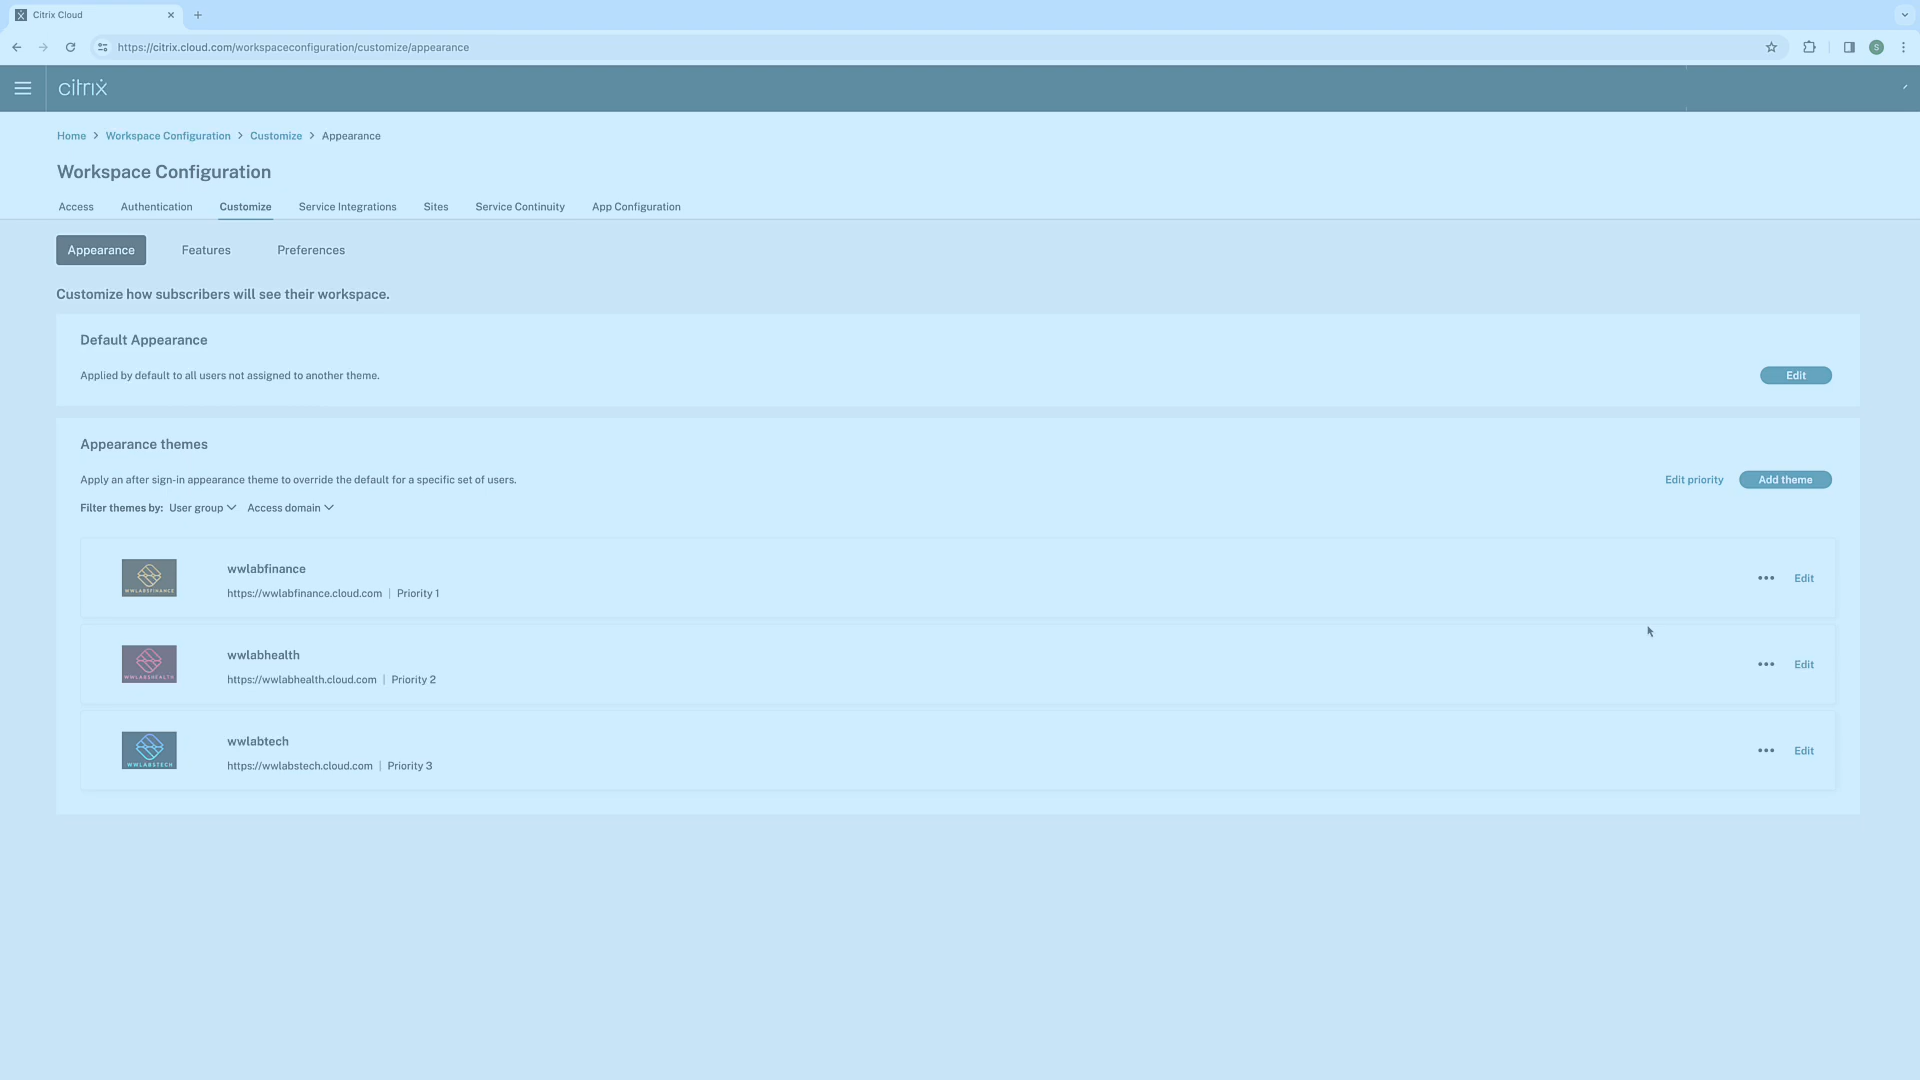 Citrix Cloud
https://citrix.cloud.com/workspaceconfiguration/customize/appearance
S
citrix
Home > Workspace Configuration > Customize > Appearance
Workspace Configuration
Access Authentication Customize Service Integrations Sites Service Continuity App Configuration
Appearance Features Preferences
Customize how subscribers will see their workspace.
Default Appearance
Applied by default to all users not assigned to another theme.
Edit
Appearance themes
Apply an after sign-in appearance theme to override the default for a specific set of users.
Edit priority Add theme
Filter themes by: User group Access domain
WWLABSFINANCE
wwlabfinance
https://wwlabfinance.cloud.com | Priority 1
Edit
WWLABSHEALTH
wwlabhealth
https://wwlabhealth.cloud.com | Priority 2
Edit
WWLABSTECH
wwlabtech
https://wwlabstech.cloud.com | Priority 3
Edit